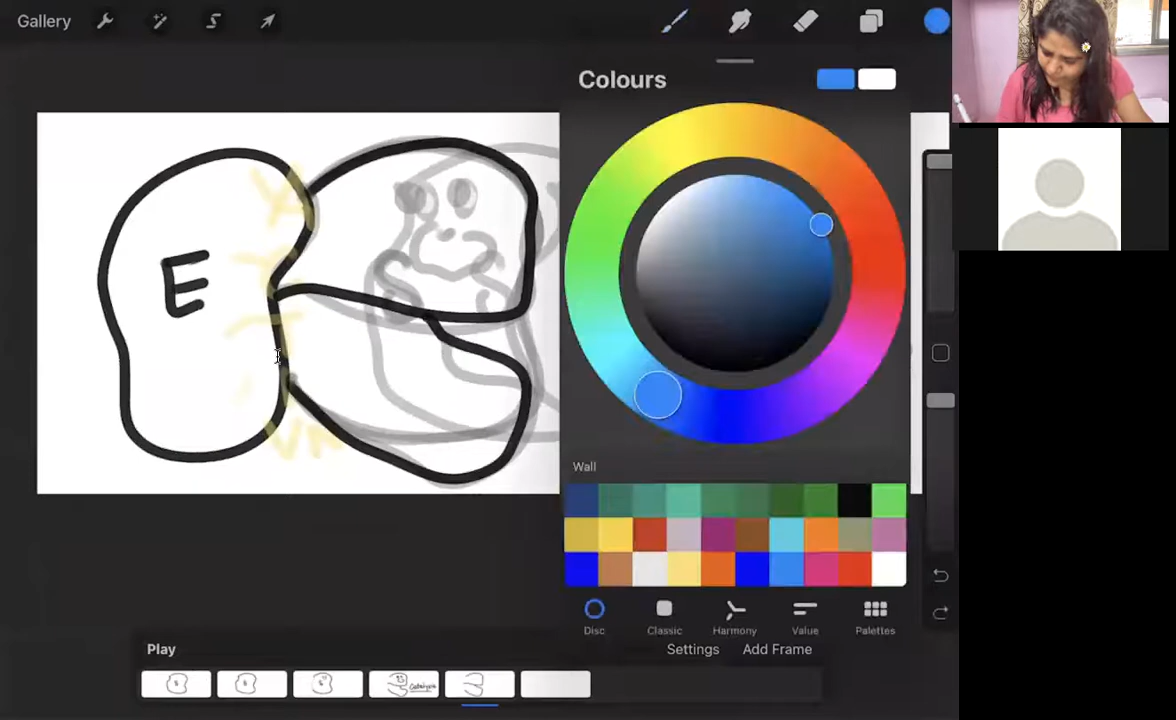 Gallery
Colours
E
Wall
Disc
Classic
Harmony
Value
Palettes
Play
Settings
Add Frame